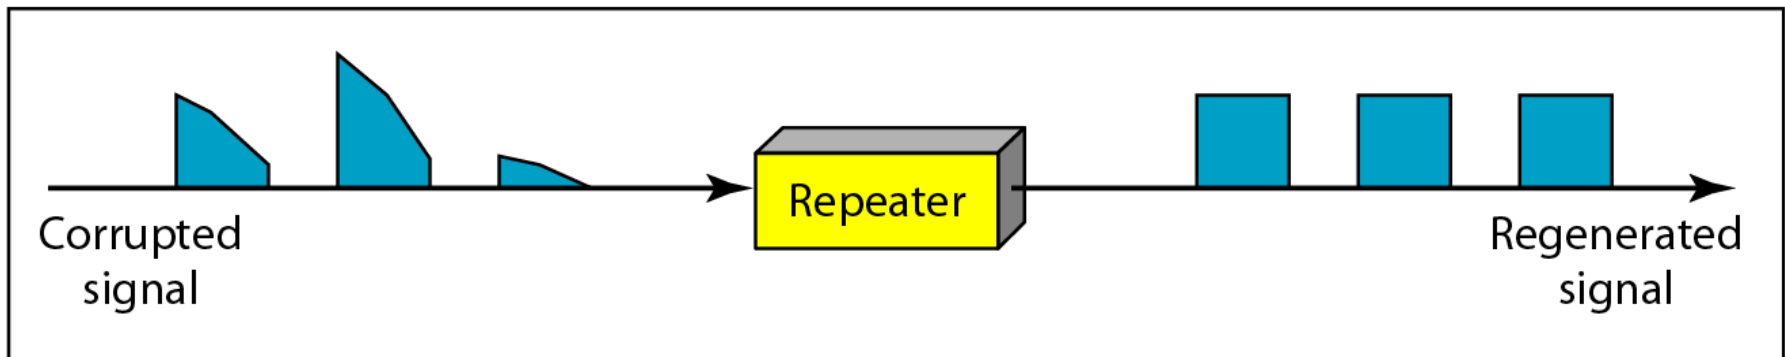 Repeater
Corrupted
signal
Regenerated
signal